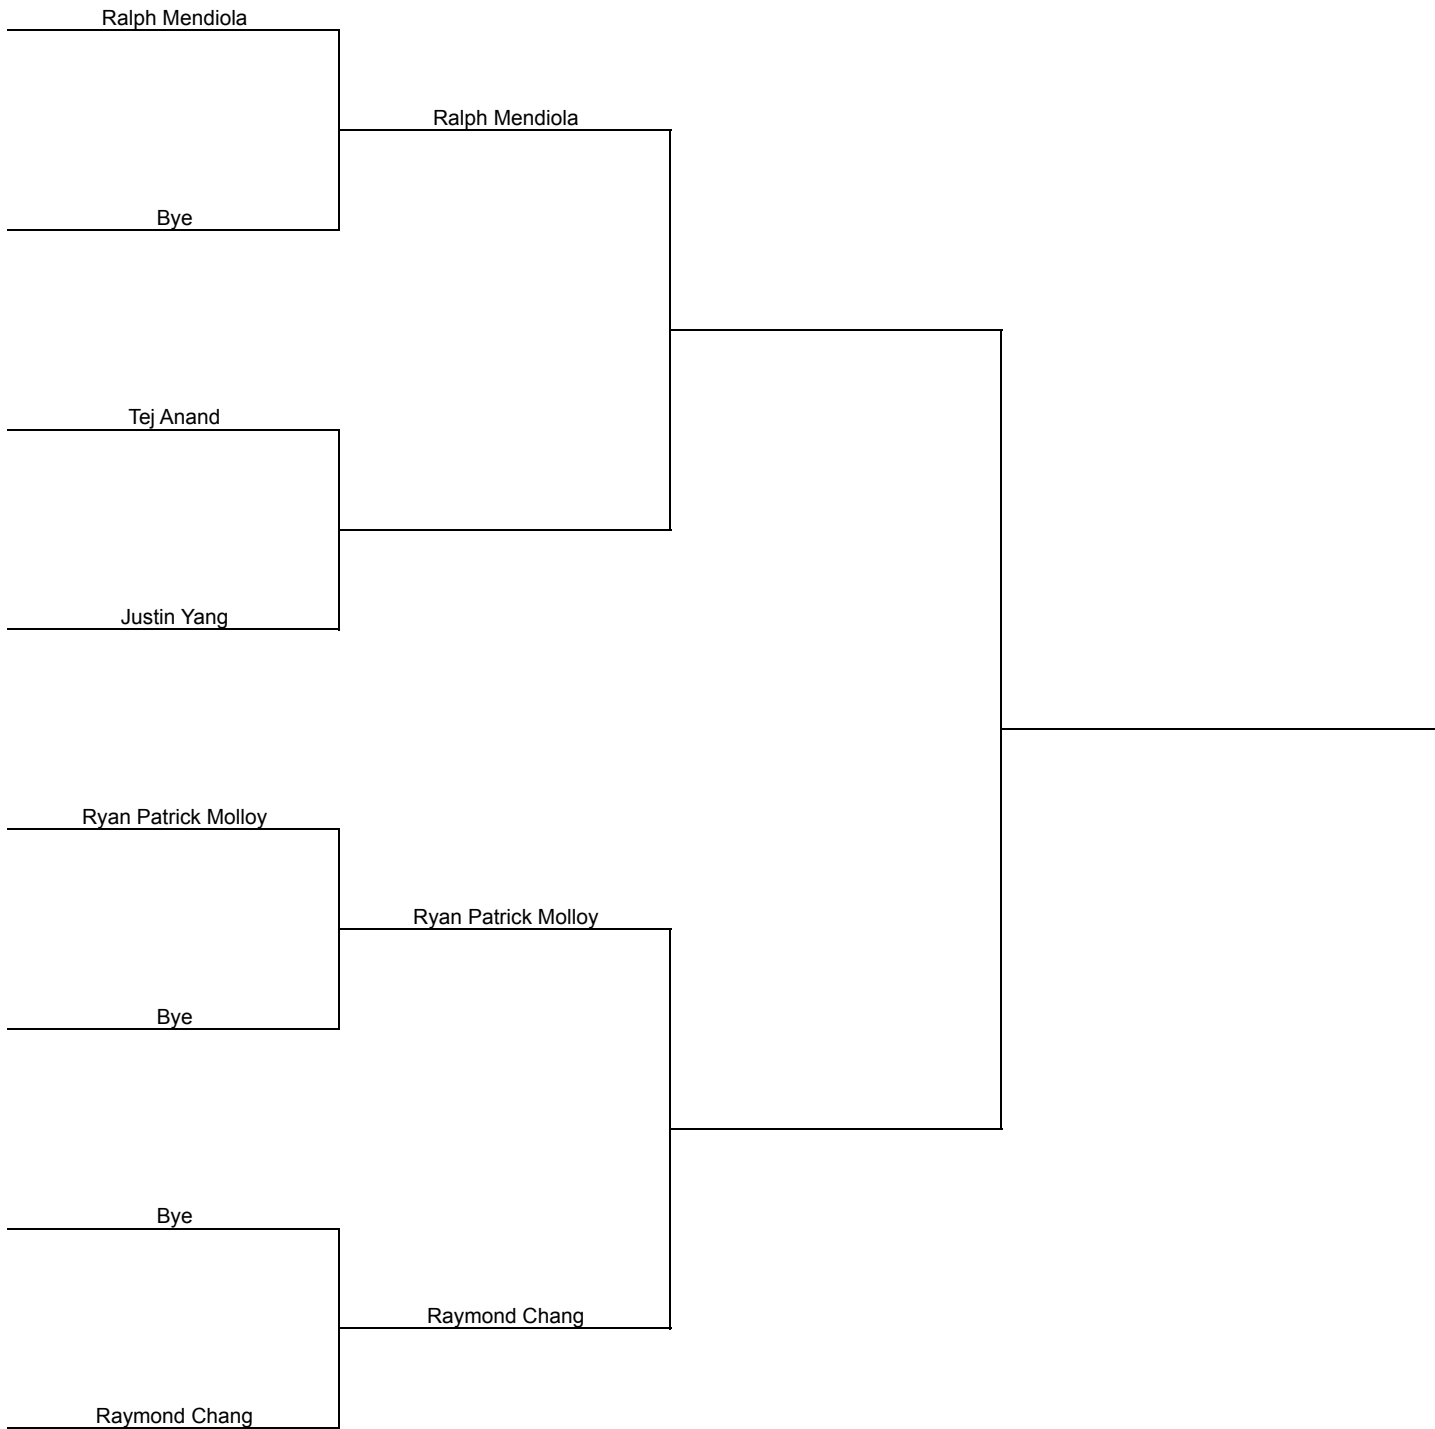 Ralph Mendiola
Ralph Mendiola
Bye
Tej Anand
Justin Yang
Ryan Patrick Molloy
Ryan Patrick Molloy
Bye
Bye
Raymond Chang
Raymond Chang